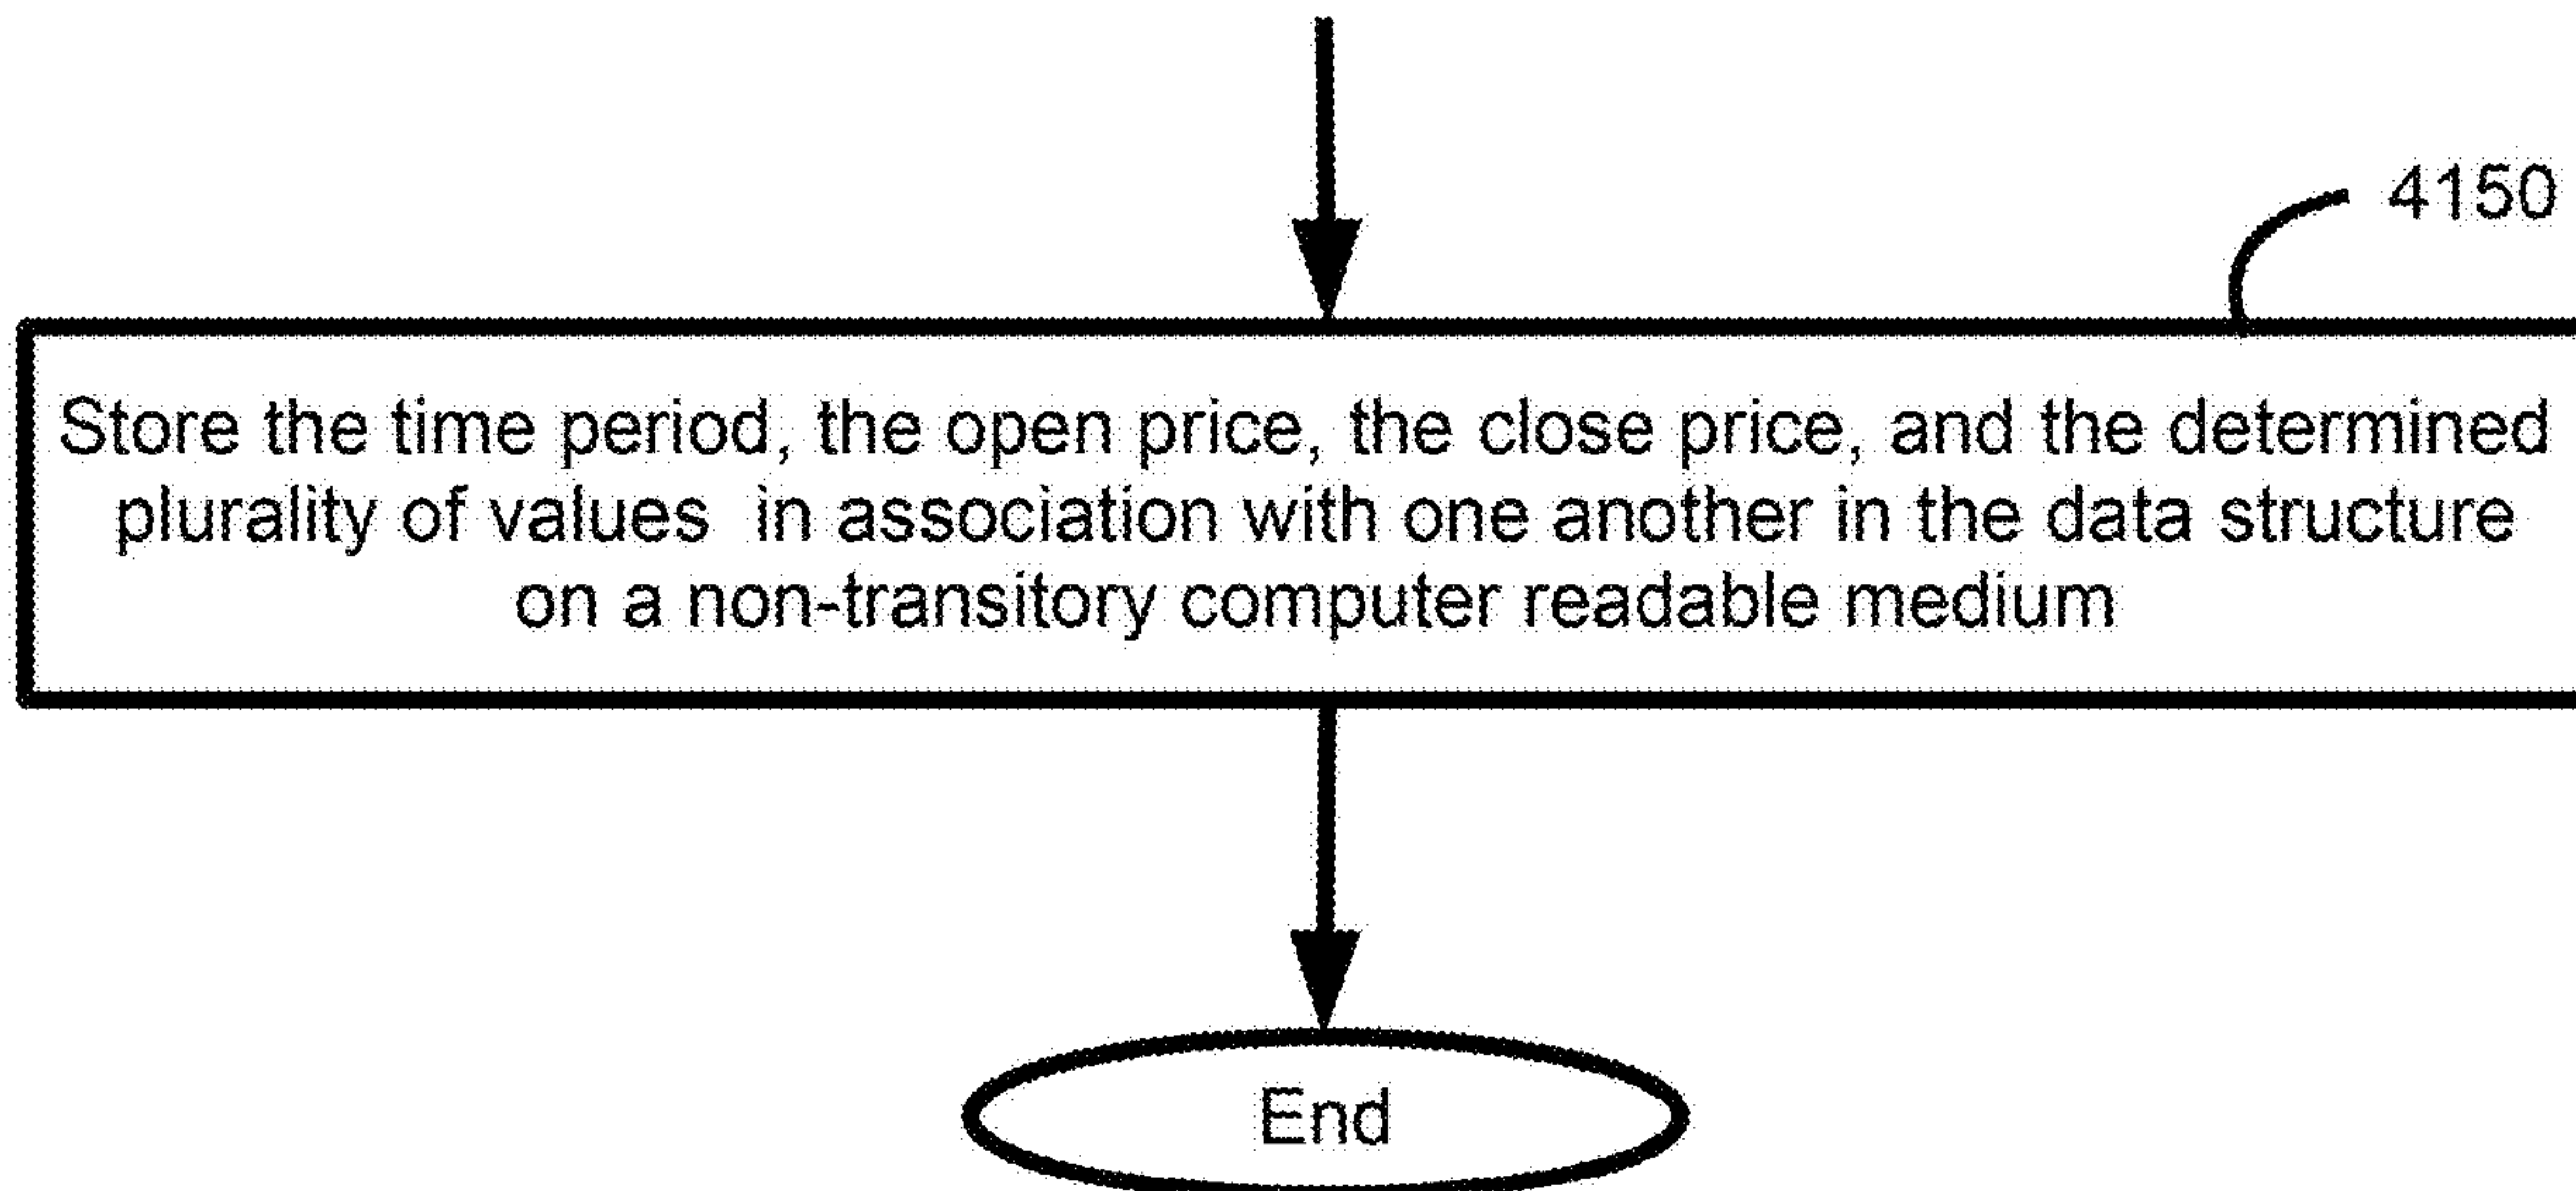 4150
Store the time period, the open price, the close price, and the determined
plurality of values in association with one another in the data structure
on a non-transitory computer readable medium
End